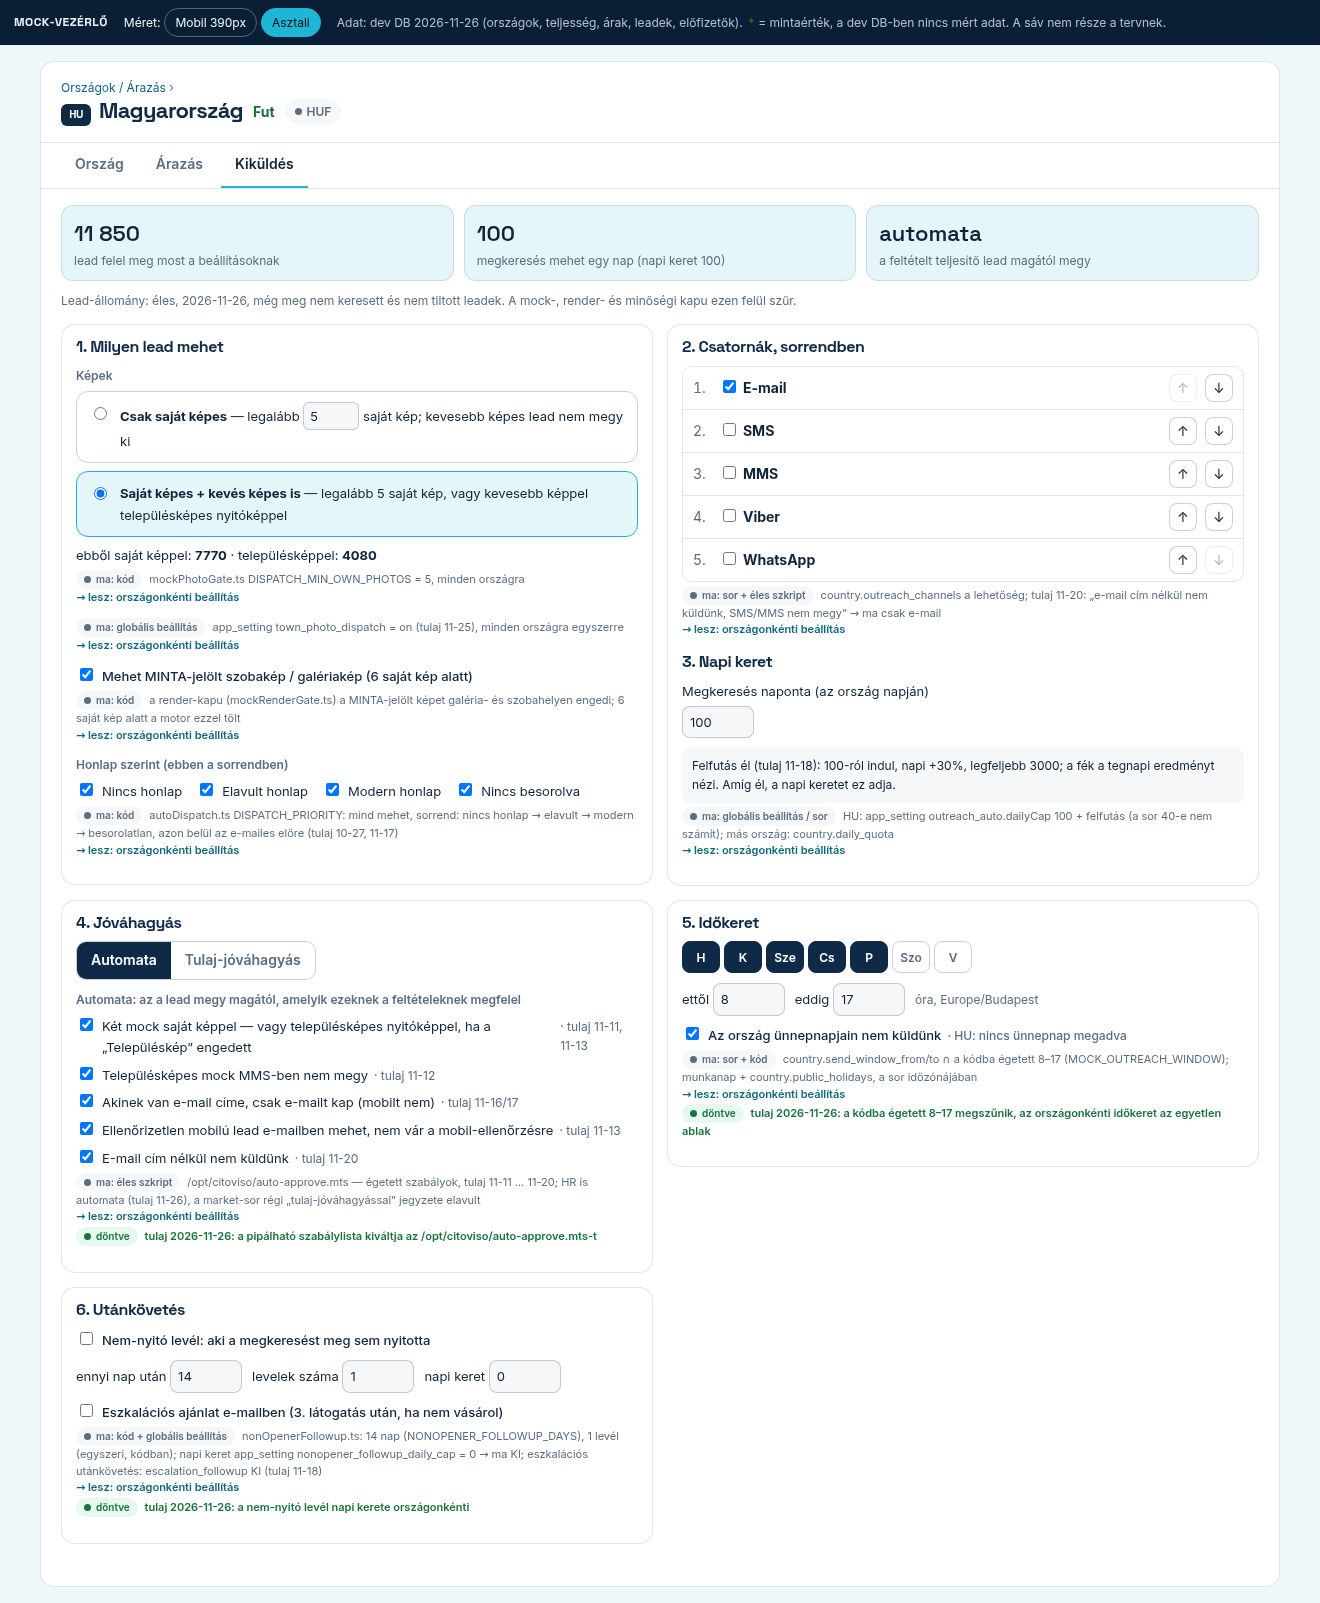 MOCK-VEZÉRLŐ Méret: Mobil 390px Asztali Adat: dev DB 2026-11-26 (országok, teljesség, árak, leadek, előfizetők). * = mintaérték, a dev DB-ben nincs mért adat. A sáv nem része a tervnek.
Országok / Árazás ›
HU Magyarország Fut HUF
Ország Árazás Kiküldés
11 850
lead felel meg most a beállításoknak
100
megkeresés mehet egy nap (napi keret 100)
automata
a feltételt teljesítő lead magától megy
Lead-állomány: éles, 2026-11-26, még meg nem keresett és nem tiltott leadek. A mock-, render- és minőségi kapu ezen felül szűr.
1. Milyen lead mehet
Képek
Csak saját képes — legalább 5 saját kép; kevesebb képes lead nem megy
ki
Saját képes + kevés képes is — legalább 5 saját kép, vagy kevesebb képpel
településképes nyitóképpel
ebből saját képpel: 7770 · településképpel: 4080
ma: kód mockPhotoGate.ts DISPATCH_MIN_OWN_PHOTOS = 5, minden országra
→ lesz: országonkénti beállítás
ma: globális beállítás app_setting town_photo_dispatch = on (tulaj 11-25), minden országra egyszerre
→ lesz: országonkénti beállítás
Mehet MINTA-jelölt szobakép / galériakép (6 saját kép alatt)
ma: kód a render-kapu (mockRenderGate.ts) a MINTA-jelölt képet galéria- és szobahelyen engedi; 6
saját kép alatt a motor ezzel tölt
→ lesz: országonkénti beállítás
Honlap szerint (ebben a sorrendben)
Nincs honlap Elavult honlap Modern honlap Nincs besorolva
ma: kód autoDispatch.ts DISPATCH_PRIORITY: mind mehet, sorrend: nincs honlap → elavult → modern
→ besorolatlan, azon belül az e-mailes előre (tulaj 10-27, 11-17)
→ lesz: országonkénti beállítás
2. Csatornák, sorrendben
1. E-mail ↑ ↓
2. SMS ↑ ↓
3. MMS ↑ ↓
4. Viber ↑ ↓
5. WhatsApp ↑ ↓
ma: sor + éles szkript country.outreach_channels a lehetőség; tulaj 11-20: „e-mail cím nélkül nem
küldünk, SMS/MMS nem megy” → ma csak e-mail
→ lesz: országonkénti beállítás
3. Napi keret
Megkeresés naponta (az ország napján)
100
Felfutás él (tulaj 11-18): 100-ról indul, napi +30%, legfeljebb 3000; a fék a tegnapi eredményt
nézi. Amíg él, a napi keretet ez adja.
ma: globális beállítás / sor HU: app_setting outreach_auto.dailyCap 100 + felfutás (a sor 40-e nem
számít); más ország: country.daily_quota
→ lesz: országonkénti beállítás
4. Jóváhagyás
Automata Tulaj-jóváhagyás
Automata: az a lead megy magától, amelyik ezeknek a feltételeknek megfelel
Két mock saját képpel — vagy településképes nyitóképpel, ha a · tulaj 11-11,
„Településkép” engedett 11-13
Településképes mock MMS-ben nem megy · tulaj 11-12
Akinek van e-mail címe, csak e-mailt kap (mobilt nem) · tulaj 11-16/17
Ellenőrizetlen mobilú lead e-mailben mehet, nem vár a mobil-ellenőrzésre · tulaj 11-13
E-mail cím nélkül nem küldünk · tulaj 11-20
ma: éles szkript /opt/citoviso/auto-approve.mts — égetett szabályok, tulaj 11-11 … 11-20; HR is
automata (tulaj 11-26), a market-sor régi „tulaj-jóváhagyással” jegyzete elavult
→ lesz: országonkénti beállítás
döntve tulaj 2026-11-26: a pipálható szabálylista kiváltja az /opt/citoviso/auto-approve.mts-t
5. Időkeret
H K Sze Cs P Szo V
ettől 8 eddig 17 óra, Europe/Budapest
Az ország ünnepnapjain nem küldünk · HU: nincs ünnepnap megadva
ma: sor + kód country.send_window_from/to ∩ a kódba égetett 8–17 (MOCK_OUTREACH_WINDOW);
munkanap + country.public_holidays, a sor időzónájában
→ lesz: országonkénti beállítás
döntve tulaj 2026-11-26: a kódba égetett 8–17 megszűnik, az országonkénti időkeret az egyetlen
ablak
6. Utánkövetés
Nem-nyitó levél: aki a megkeresést meg sem nyitotta
ennyi nap után 14 levelek száma 1 napi keret 0
Eszkalációs ajánlat e-mailben (3. látogatás után, ha nem vásárol)
ma: kód + globális beállítás nonOpenerFollowup.ts: 14 nap (NONOPENER_FOLLOWUP_DAYS), 1 levél
(egyszeri, kódban); napi keret app_setting nonopener_followup_daily_cap = 0 → ma KI; eszkalációs
utánkövetés: escalation_followup KI (tulaj 11-18)
→ lesz: országonkénti beállítás
döntve tulaj 2026-11-26: a nem-nyitó levél napi kerete országonkénti